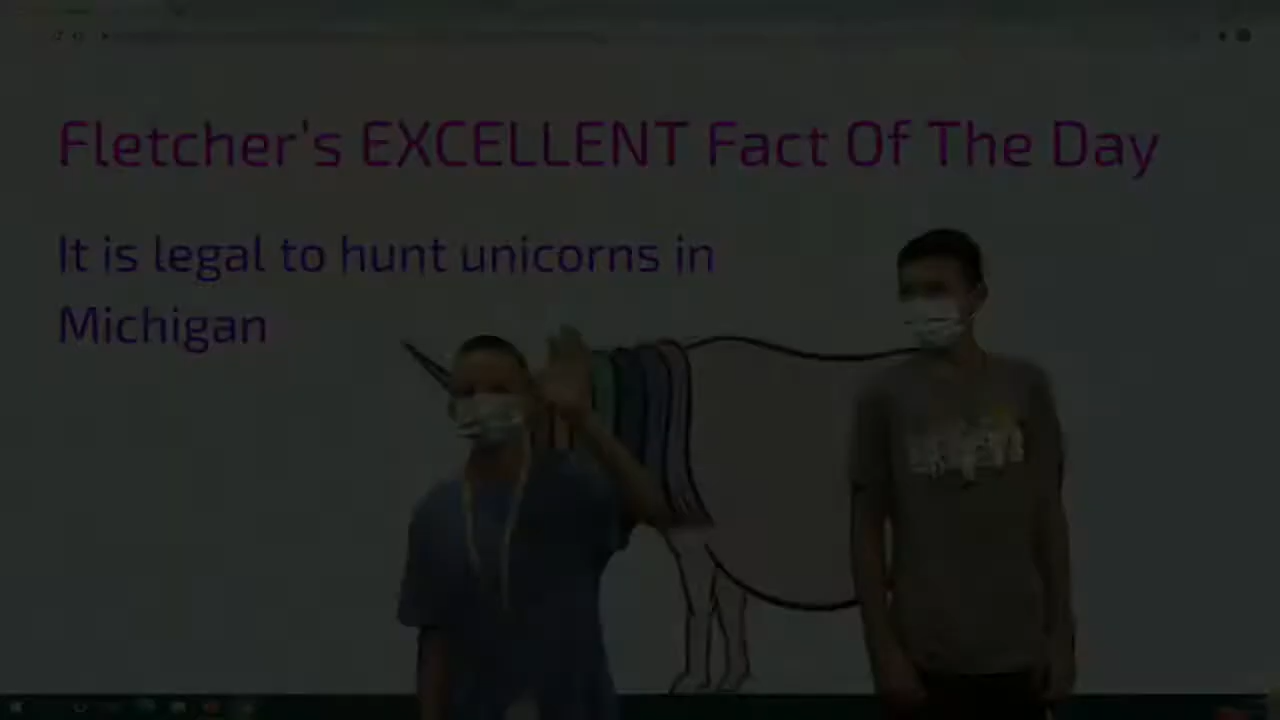 Fletcher's EXCELLENT Fact Of The Day
It is legal to hunt unicorns in
Michigan